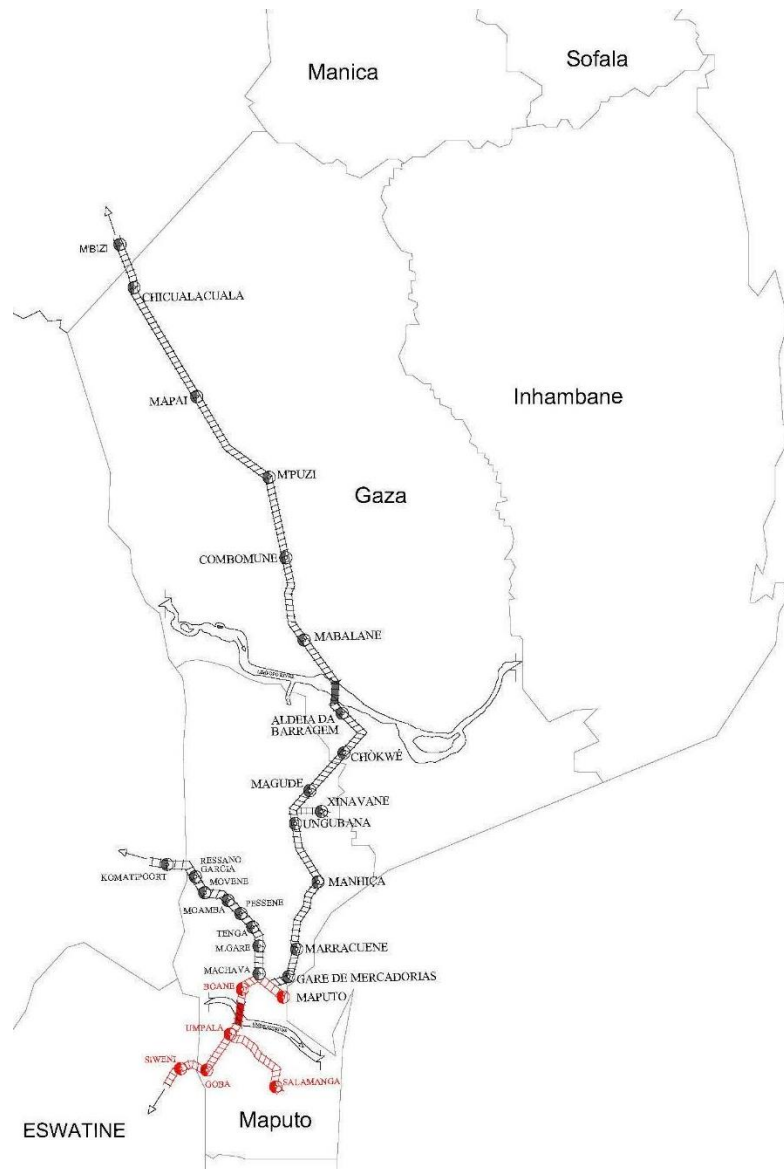 Manica
Sofala
M'BIZI
CHICUALACUALA
MAPAI
Inhambane
M'PUZI
Gaza
COMBOMUNE
MABALANE
ALDEIA DA
BARRAGEM
CHÒKWÊ
MAGUDE
XINAVANE
UNGUBANA
RESSANO
GARCIA
KOMATIPOORT
MOVENE
MANHIÇA
PESSENE
MOAMBA
TENGA
M.GARE
MARRACUENE
MACHAVA
GARE DE MERCADORIAS
BOANE
MAPUTO
UMPALA
SIWENI
GOBA
SALAMANGA
Maputo
ESWATINE